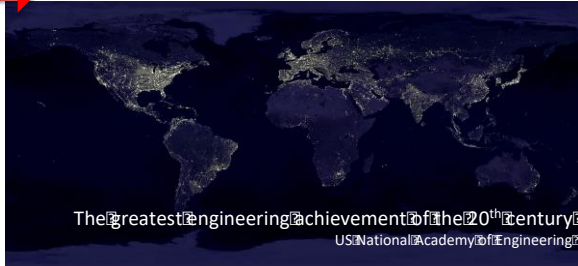 The greatest engineering achievement of the 20th century
US National Academy of Engineering